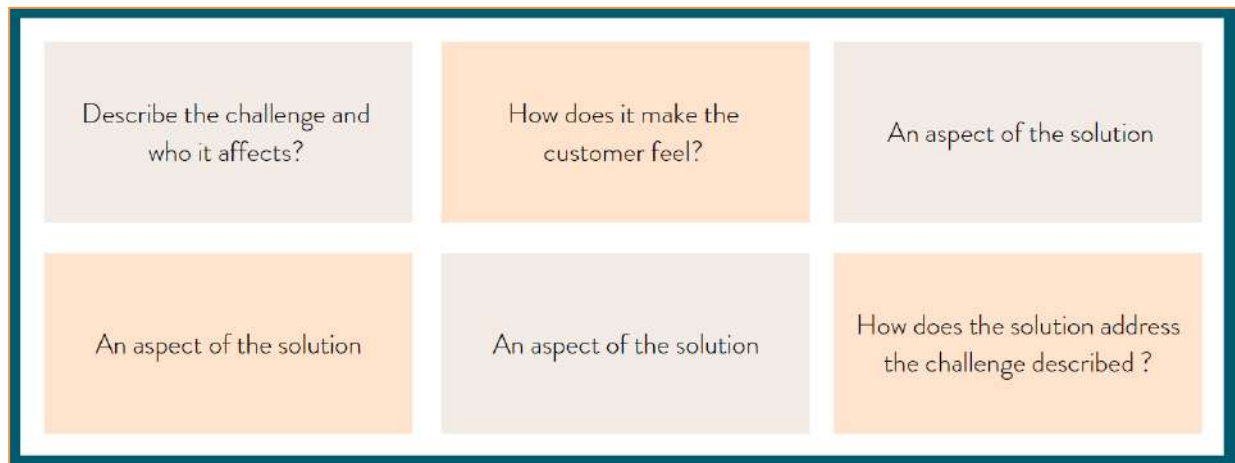 Describe the challenge and
who it affects?
How does it make the
customer feel?
An aspect of the solution
An aspect of the solution
An aspect of the solution
How does the solution address
the challenge described ?